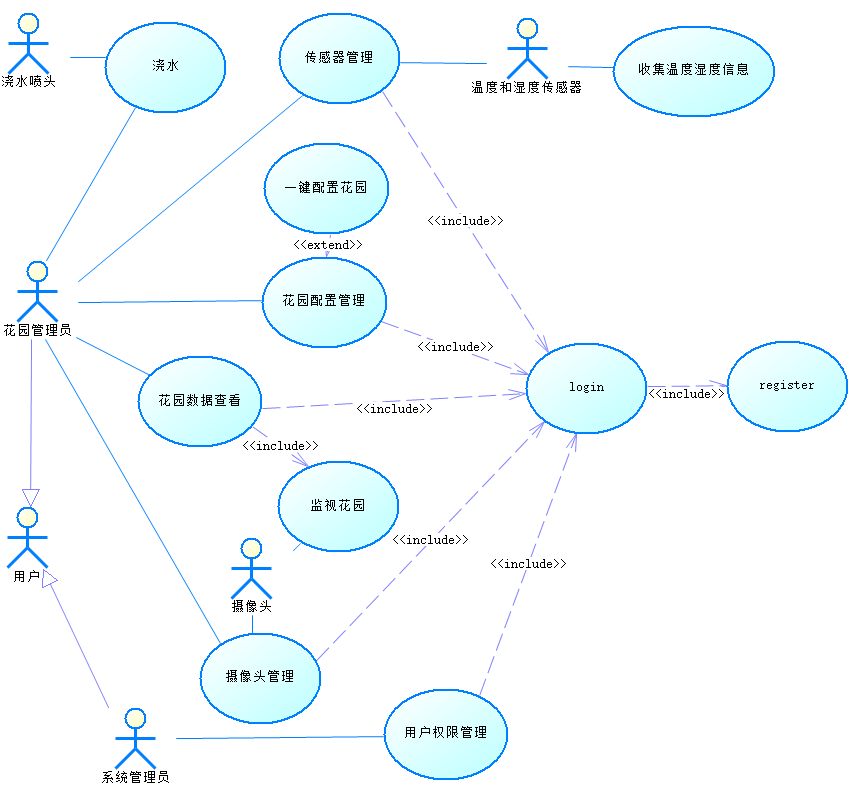 浇水喷头
浇水
传感器管理
温度和湿度传感器
收集温度湿度信息
一键配置花园
<<include>>
<<extend>>
花园管理员
花园配置管理
<<include>>
login
<<include>>
register
花园数据查看
<<include>>
<<include>>
监视花园
<<include>>
<<include>>
用户
摄像头
摄像头管理
用户权限管理
系统管理员